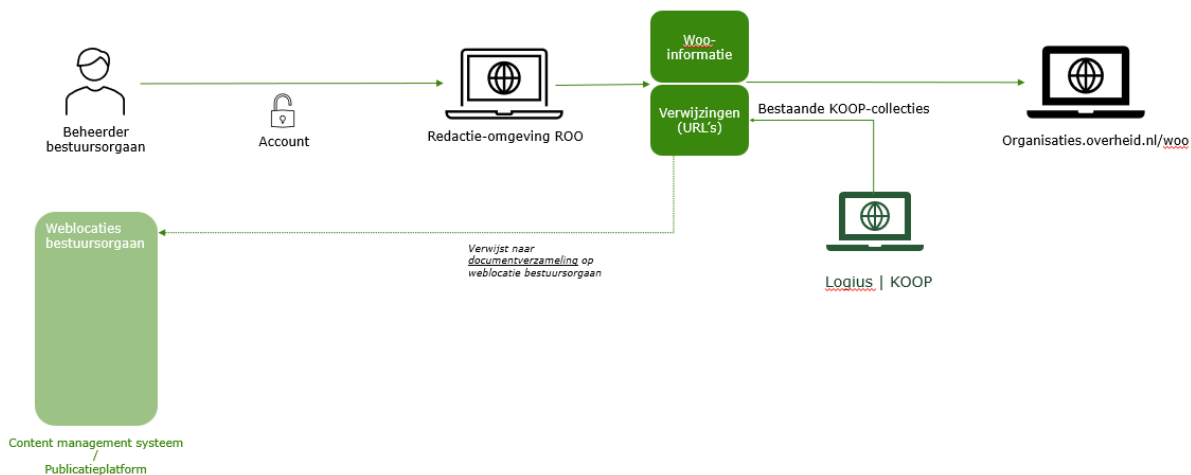 Woo-
informatie
Verwijzingen
(URL's)
Bestaande KOOP-collecties
Beheerder
bestuursorgaan
Account
Redactie-omgeving ROO
Organisaties.overheid.nl/woo
Weblocaties
bestuursorgaan
Verwijst naar
documentverzameling op
weblocatie bestuursorgaan
Logius | KOOP
Content management systeem
/
Publicatieplatform